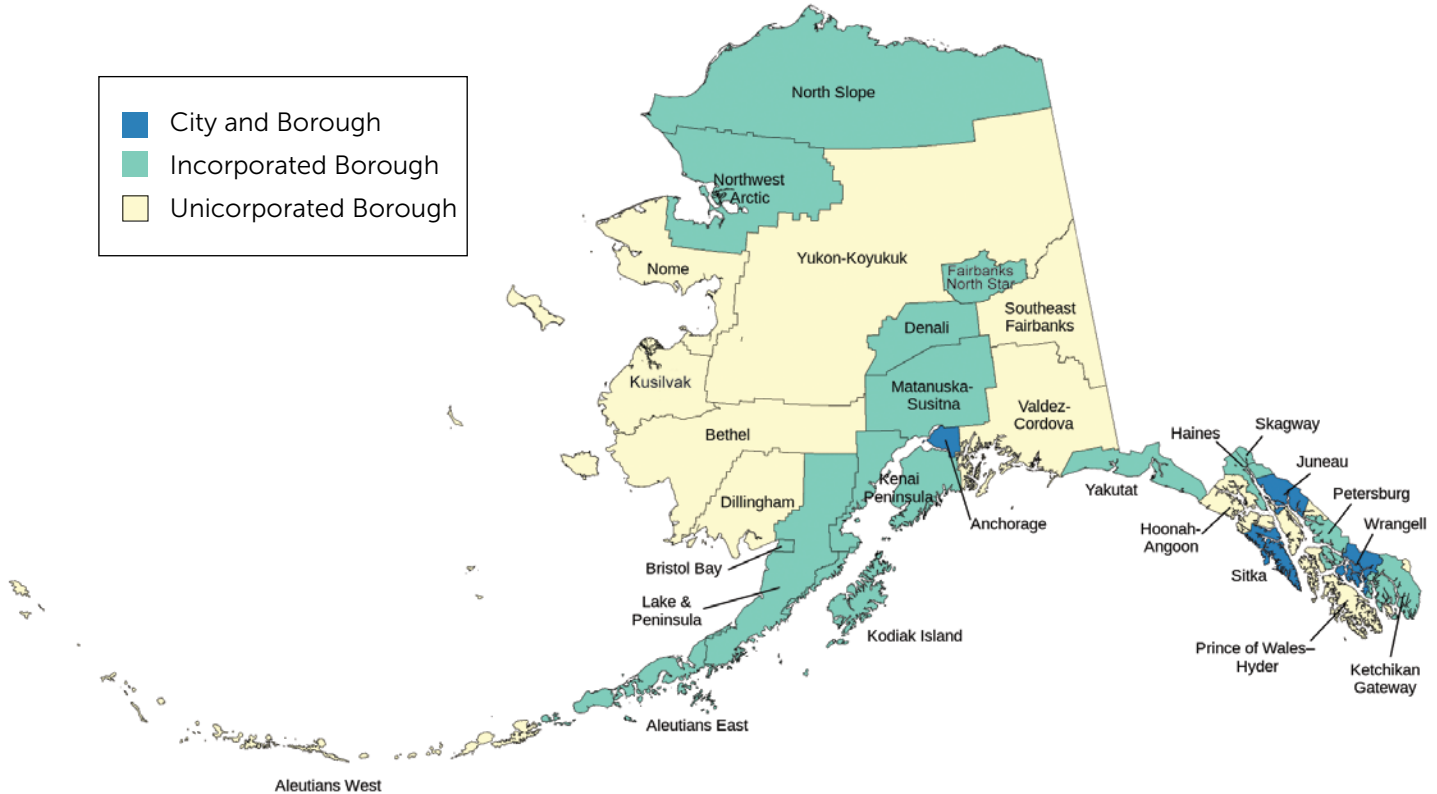 City and Borough
Incorporated Borough
Unicorporated Borough
North Slope
Northwest
Arctic
Nome
Yukon-Koyukuk
Fairbanks
North Star
Southeast
Fairbanks
Denali
Kusilvak
Matanuska-
Susitna
Valdez-
Cordova
Bethel
Dillingham
Kenai
Peninsula
Anchorage
Yakutat
Haines
Skagway
Juneau
Petersburg
Wrangell
Hoonah-
Angoon
Sitka
Bristol Bay
Lake &
Peninsula
Kodiak Island
Prince of Wales–
Hyder
Ketchikan
Gateway
Aleutians East
Aleutians West